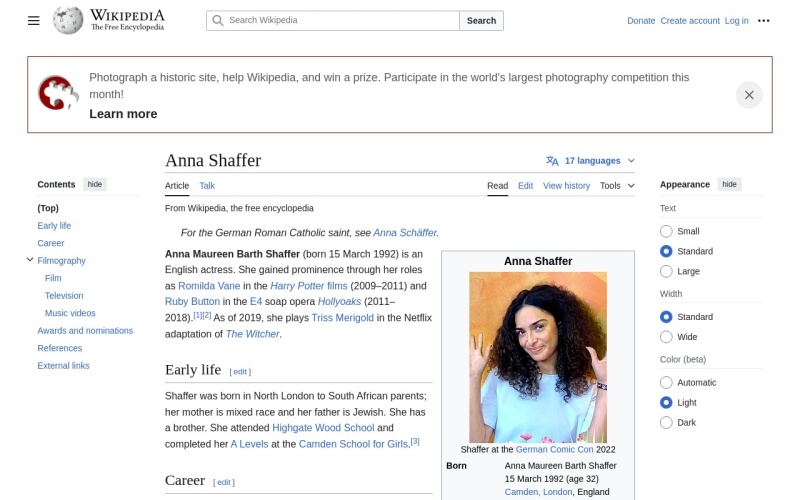 WIKIPEDIA
The Free Encyclopedia
Search Wikipedia
Search
Donate Create account Log in
Photograph a historic site, help Wikipedia, and win a prize. Participate in the world's largest photography competition this
month!
Learn more
Contents hide
(Top)
Early life
Career
Filmography
Film
Television
Music videos
Awards and nominations
References
External links
Anna Shaffer
17 languages
Article Talk
Read Edit View history Tools
From Wikipedia, the free encyclopedia
For the German Roman Catholic saint, see Anna Schäffer.
Anna Maureen Barth Shaffer (born 15 March 1992) is an
English actress. She gained prominence through her roles
as Romilda Vane in the Harry Potter films (2009–2011) and
Ruby Button in the E4 soap opera Hollyoaks (2011–
2018).[1][2] As of 2019, she plays Triss Merigold in the Netflix
adaptation of The Witcher.
Early life [ edit ]
Shaffer was born in North London to South African parents;
her mother is mixed race and her father is Jewish. She has
a brother. She attended Highgate Wood School and
completed her A Levels at the Camden School for Girls.[3]
Career [ edit ]
Anna Shaffer
Shaffer at the German Comic Con 2022
Born Anna Maureen Barth Shaffer
15 March 1992 (age 32)
Camden, London, England
Appearance hide
Text
Small
Standard
Large
Width
Standard
Wide
Color (beta)
Automatic
Light
Dark